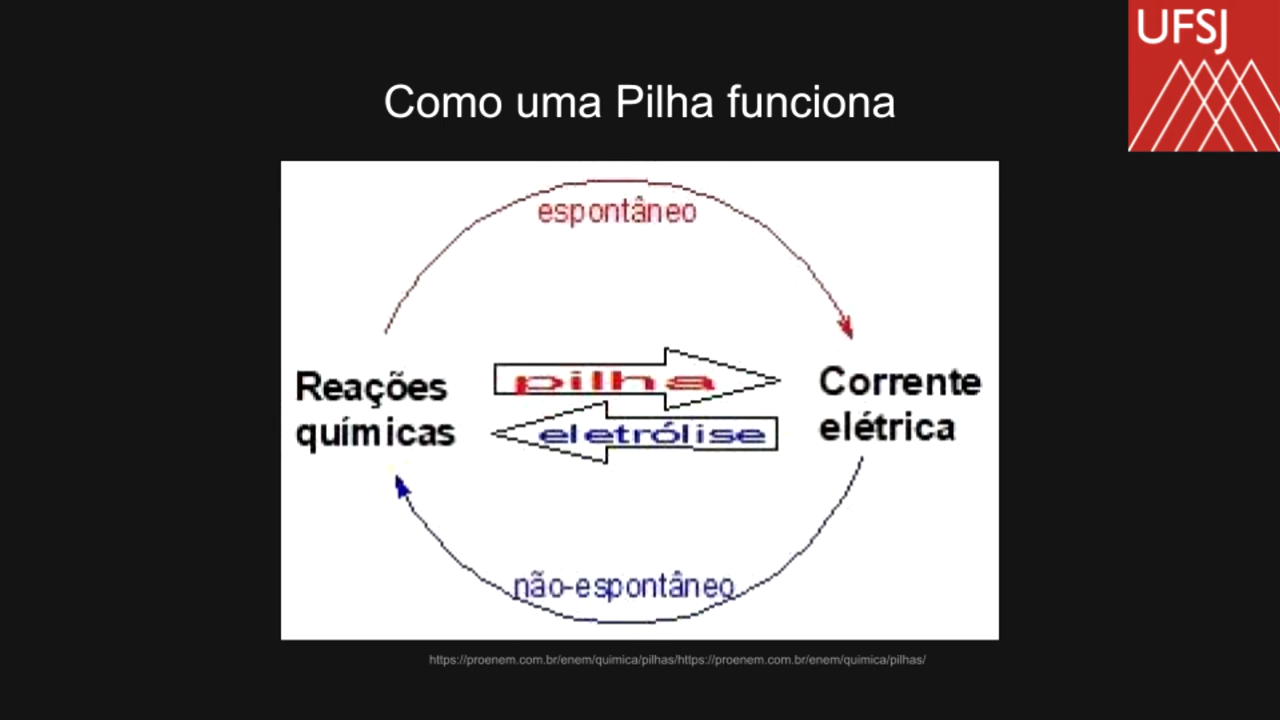 UFSJ
Como uma Pilha funciona
espontâneo
Reações
químicas
pilha
eletrólise
Corrente
elétrica
não-espontâneo
https://proenem.com.br/enem/quimica/pilhas/https://proenem.com.br/enem/quimica/pilhas/